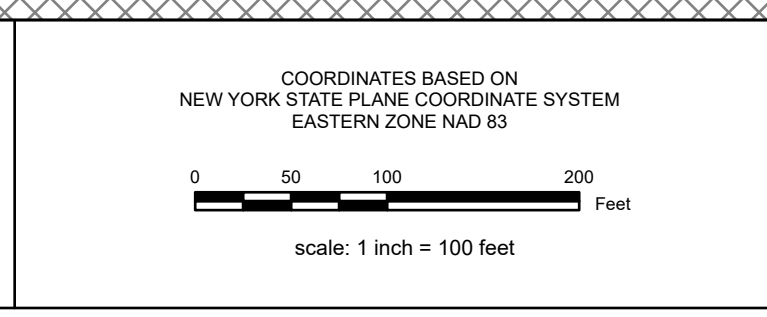 COORDINATES BASED ON
NEW YORK STATE PLANE COORDINATE SYSTEM
EASTERN ZONE NAD 83
0 50 100 200
Feet
scale: 1 inch = 100 feet